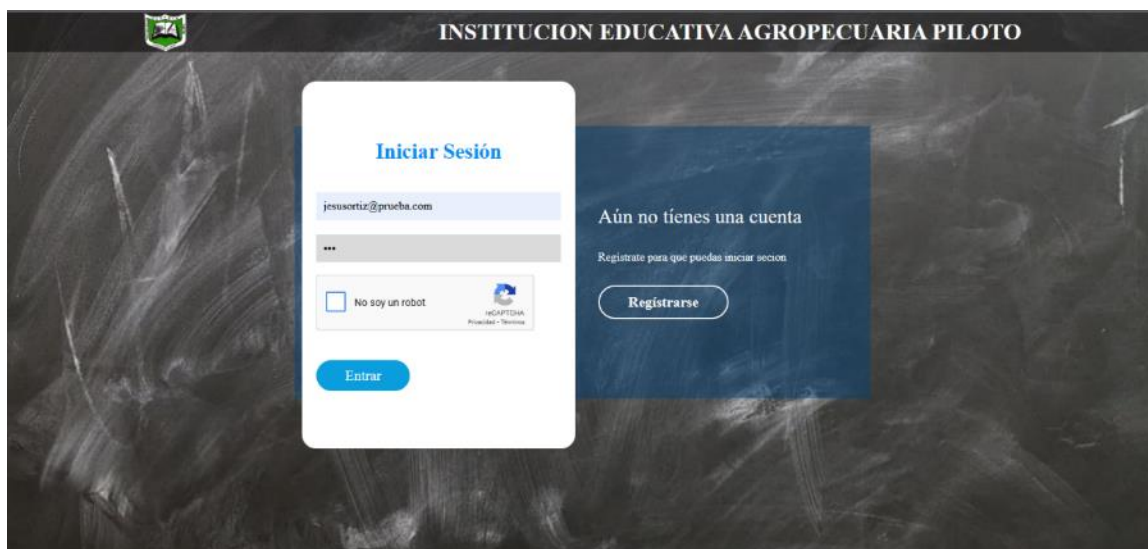 INSTITUCION EDUCATIVA AGROPECUARIA PILOTO
Iniciar Sesión
jesusortiz@prueba.com
•••
No soy un robot
reCAPTCHA
Privacidad - Términos
Entrar
Aún no tienes una cuenta
Registrate para que puedas iniciar secion
Registrarse